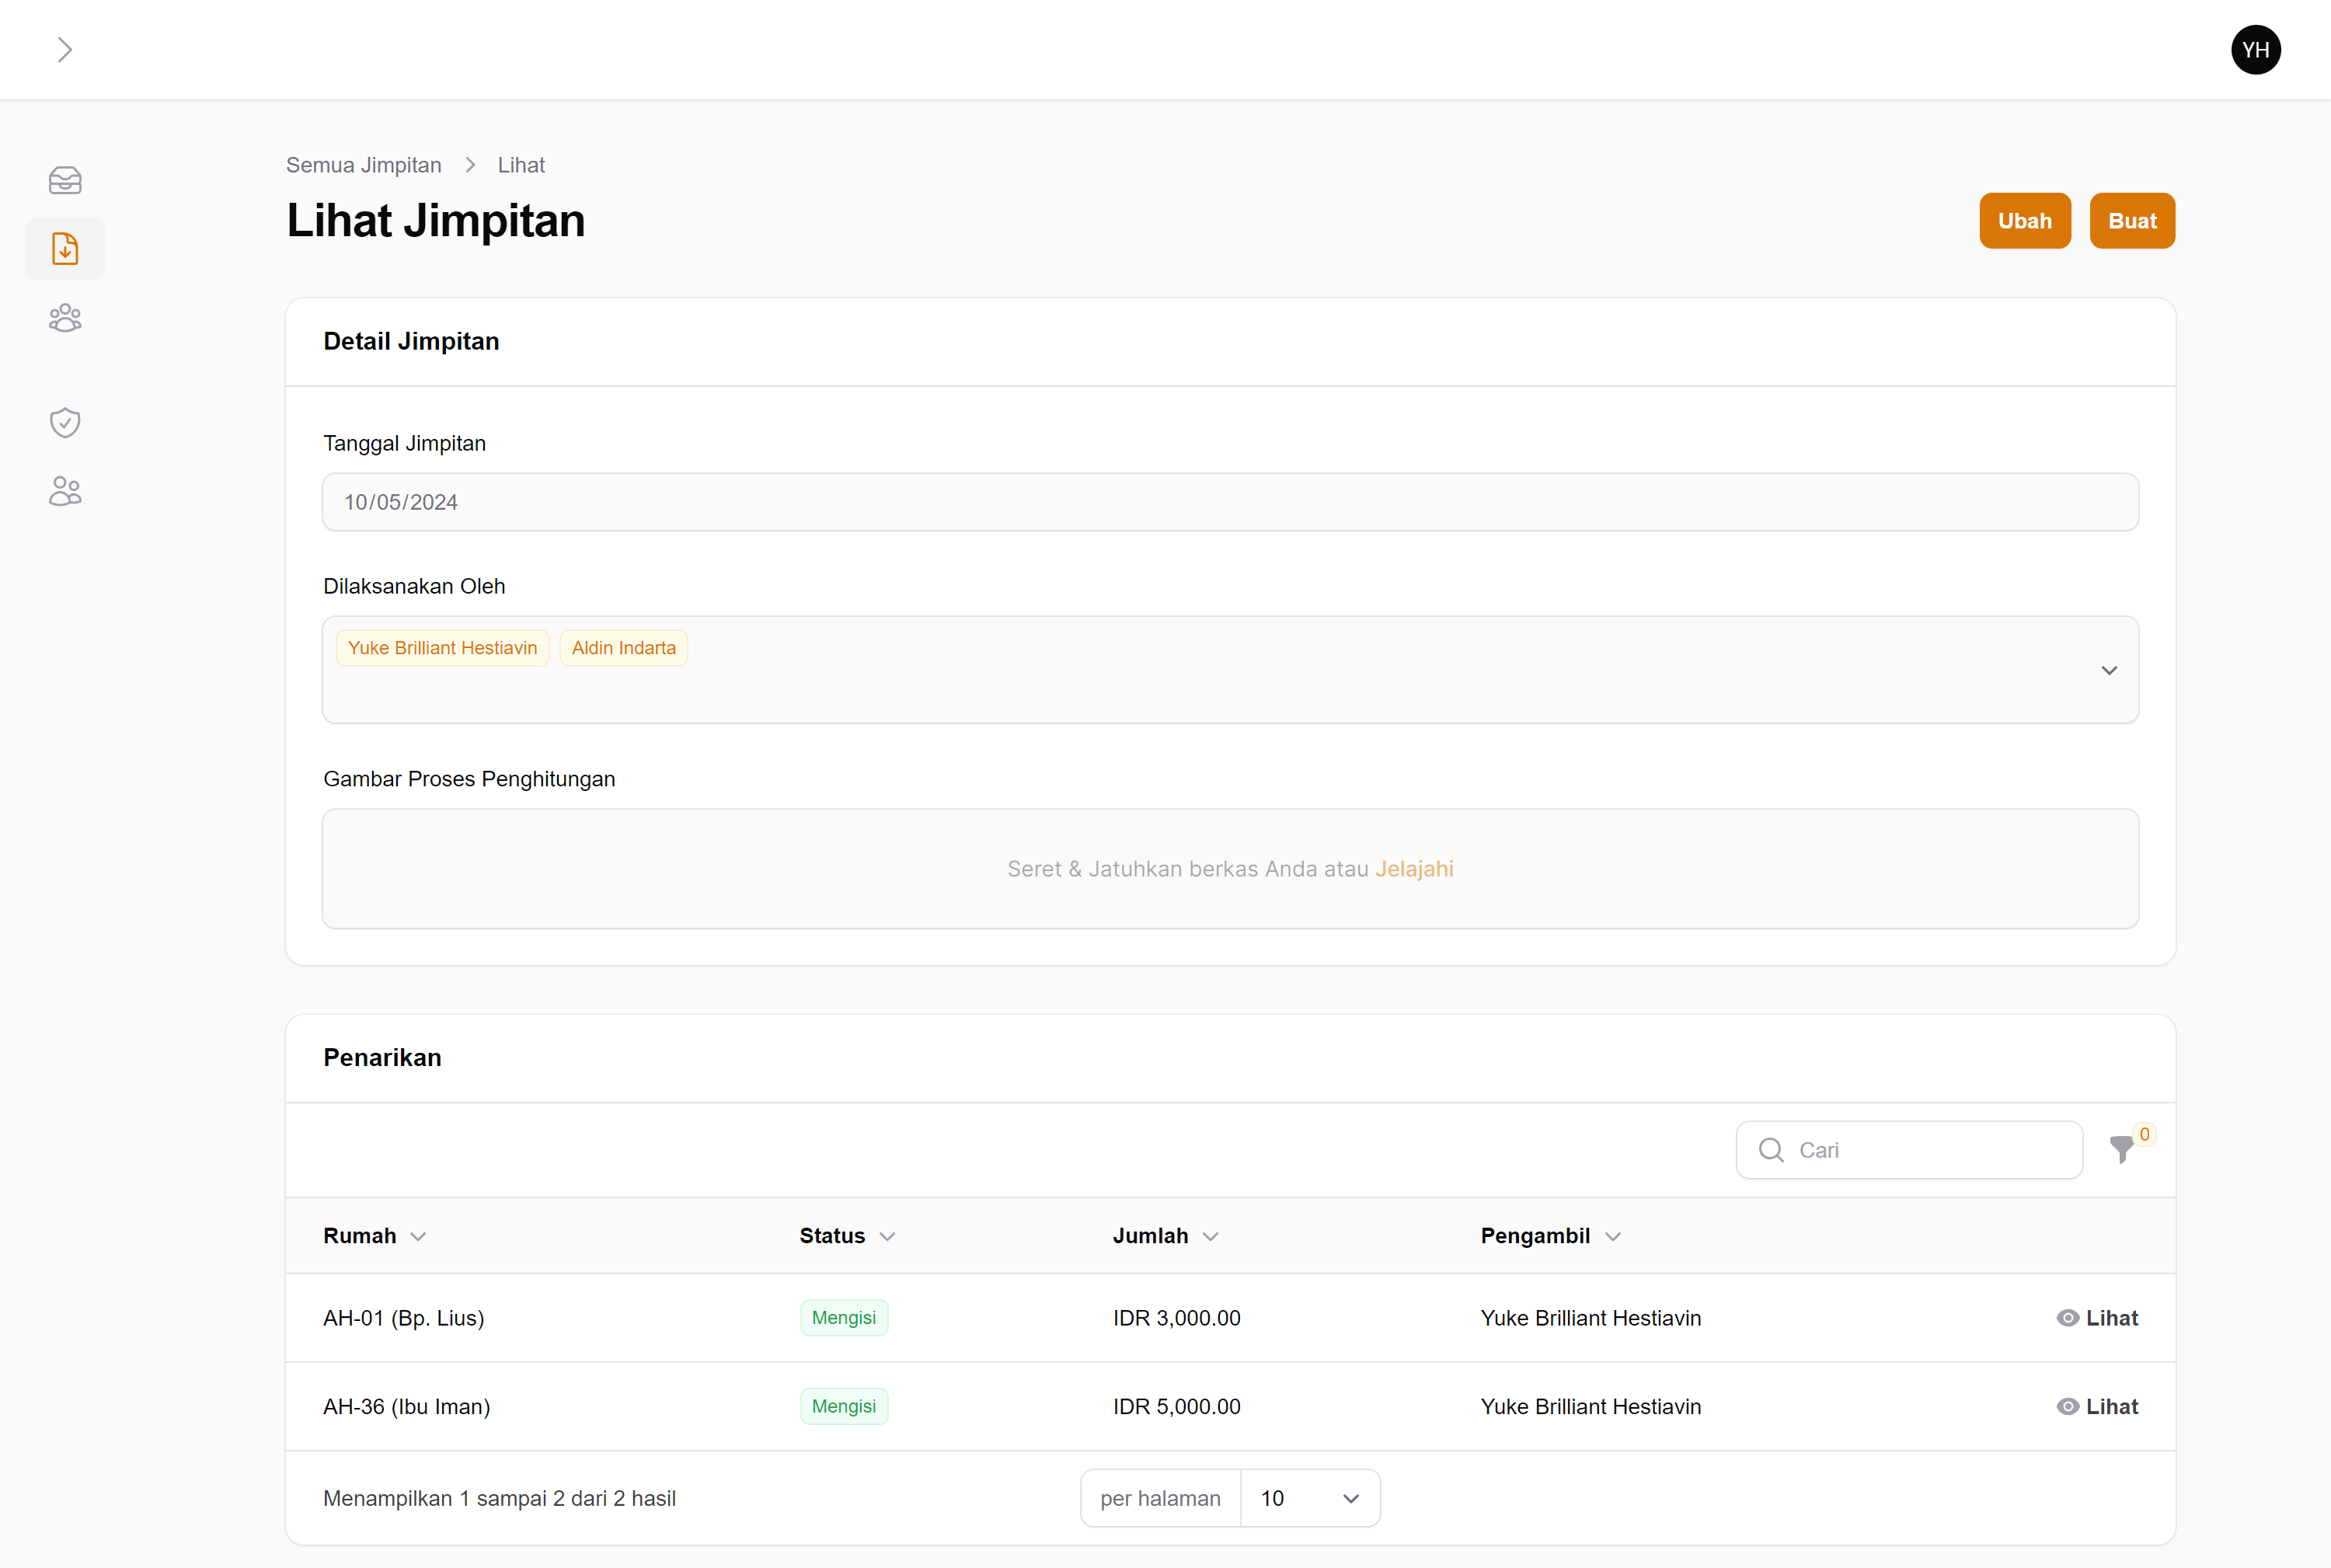 YH
Semua Jimpitan
Lihat
Lihat Jimpitan
Ubah
Buat
Detail Jimpitan
Tanggal Jimpitan
10/05/2024
Dilaksanakan Oleh
Yuke Brilliant Hestiavin
Aldin Indarta
Gambar Proses Penghitungan
Seret & Jatuhkan berkas Anda atau Jelajahi
Penarikan
Cari
0
Rumah Status Jumlah Pengambil
AH-01 (Bp. Lius) Mengisi IDR 3,000.00 Yuke Brilliant Hestiavin Lihat
AH-36 (Ibu Iman) Mengisi IDR 5,000.00 Yuke Brilliant Hestiavin Lihat
Menampilkan 1 sampai 2 dari 2 hasil per halaman 10